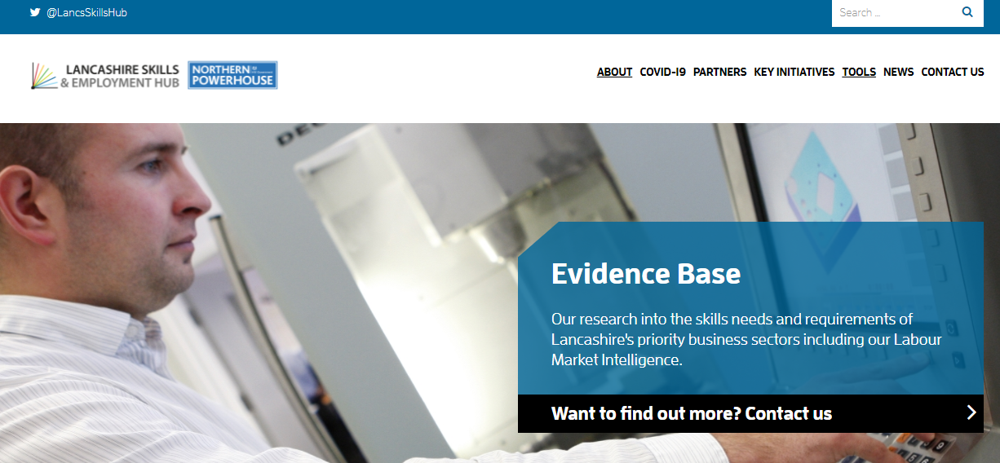 @LancsSkillsHub
Search ...
LANCASHIRE SKILLS
& EMPLOYMENT HUB
NORTHERN
POWERHOUSE
ABOUT COVID-19 PARTNERS KEY INITIATIVES TOOLS NEWS CONTACT US
Evidence Base
Our research into the skills needs and requirements of
Lancashire's priority business sectors including our Labour
Market Intelligence.
Want to find out more? Contact us